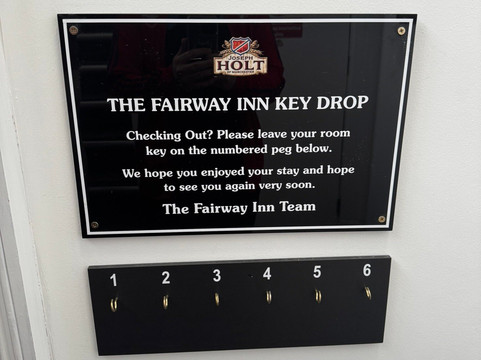 JOSEPH
HOLT
OF MANCHESTER
THE FAIRWAY INN KEY DROP
Checking Out? Please leave your room
key on the numbered peg below.
We hope you enjoyed your stay and hope
to see you again very soon.
The Fairway Inn Team
1 2 3 4 5 6